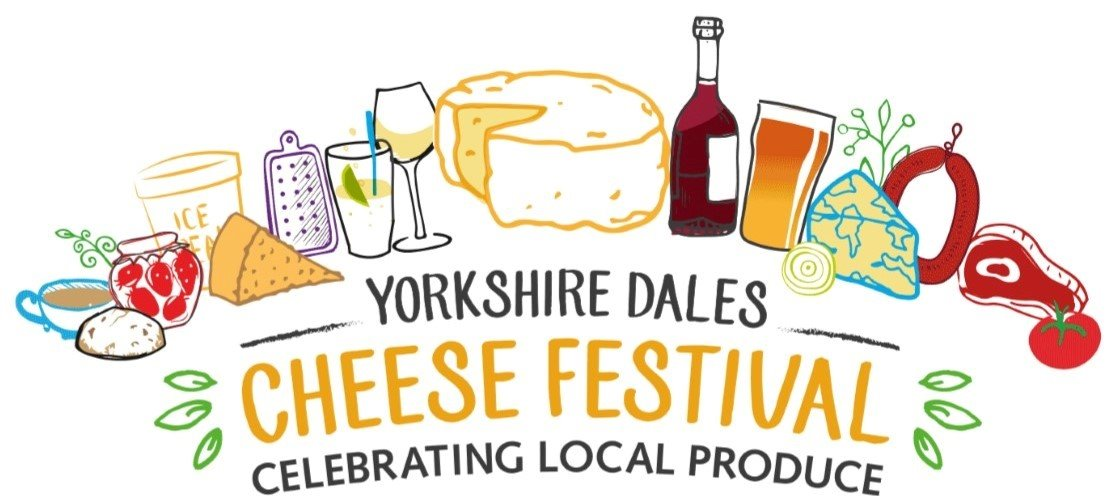 ICE
YORKSHIRE DALES
CHEESE FESTIVAL
CELEBRATING LOCAL PRODUCE